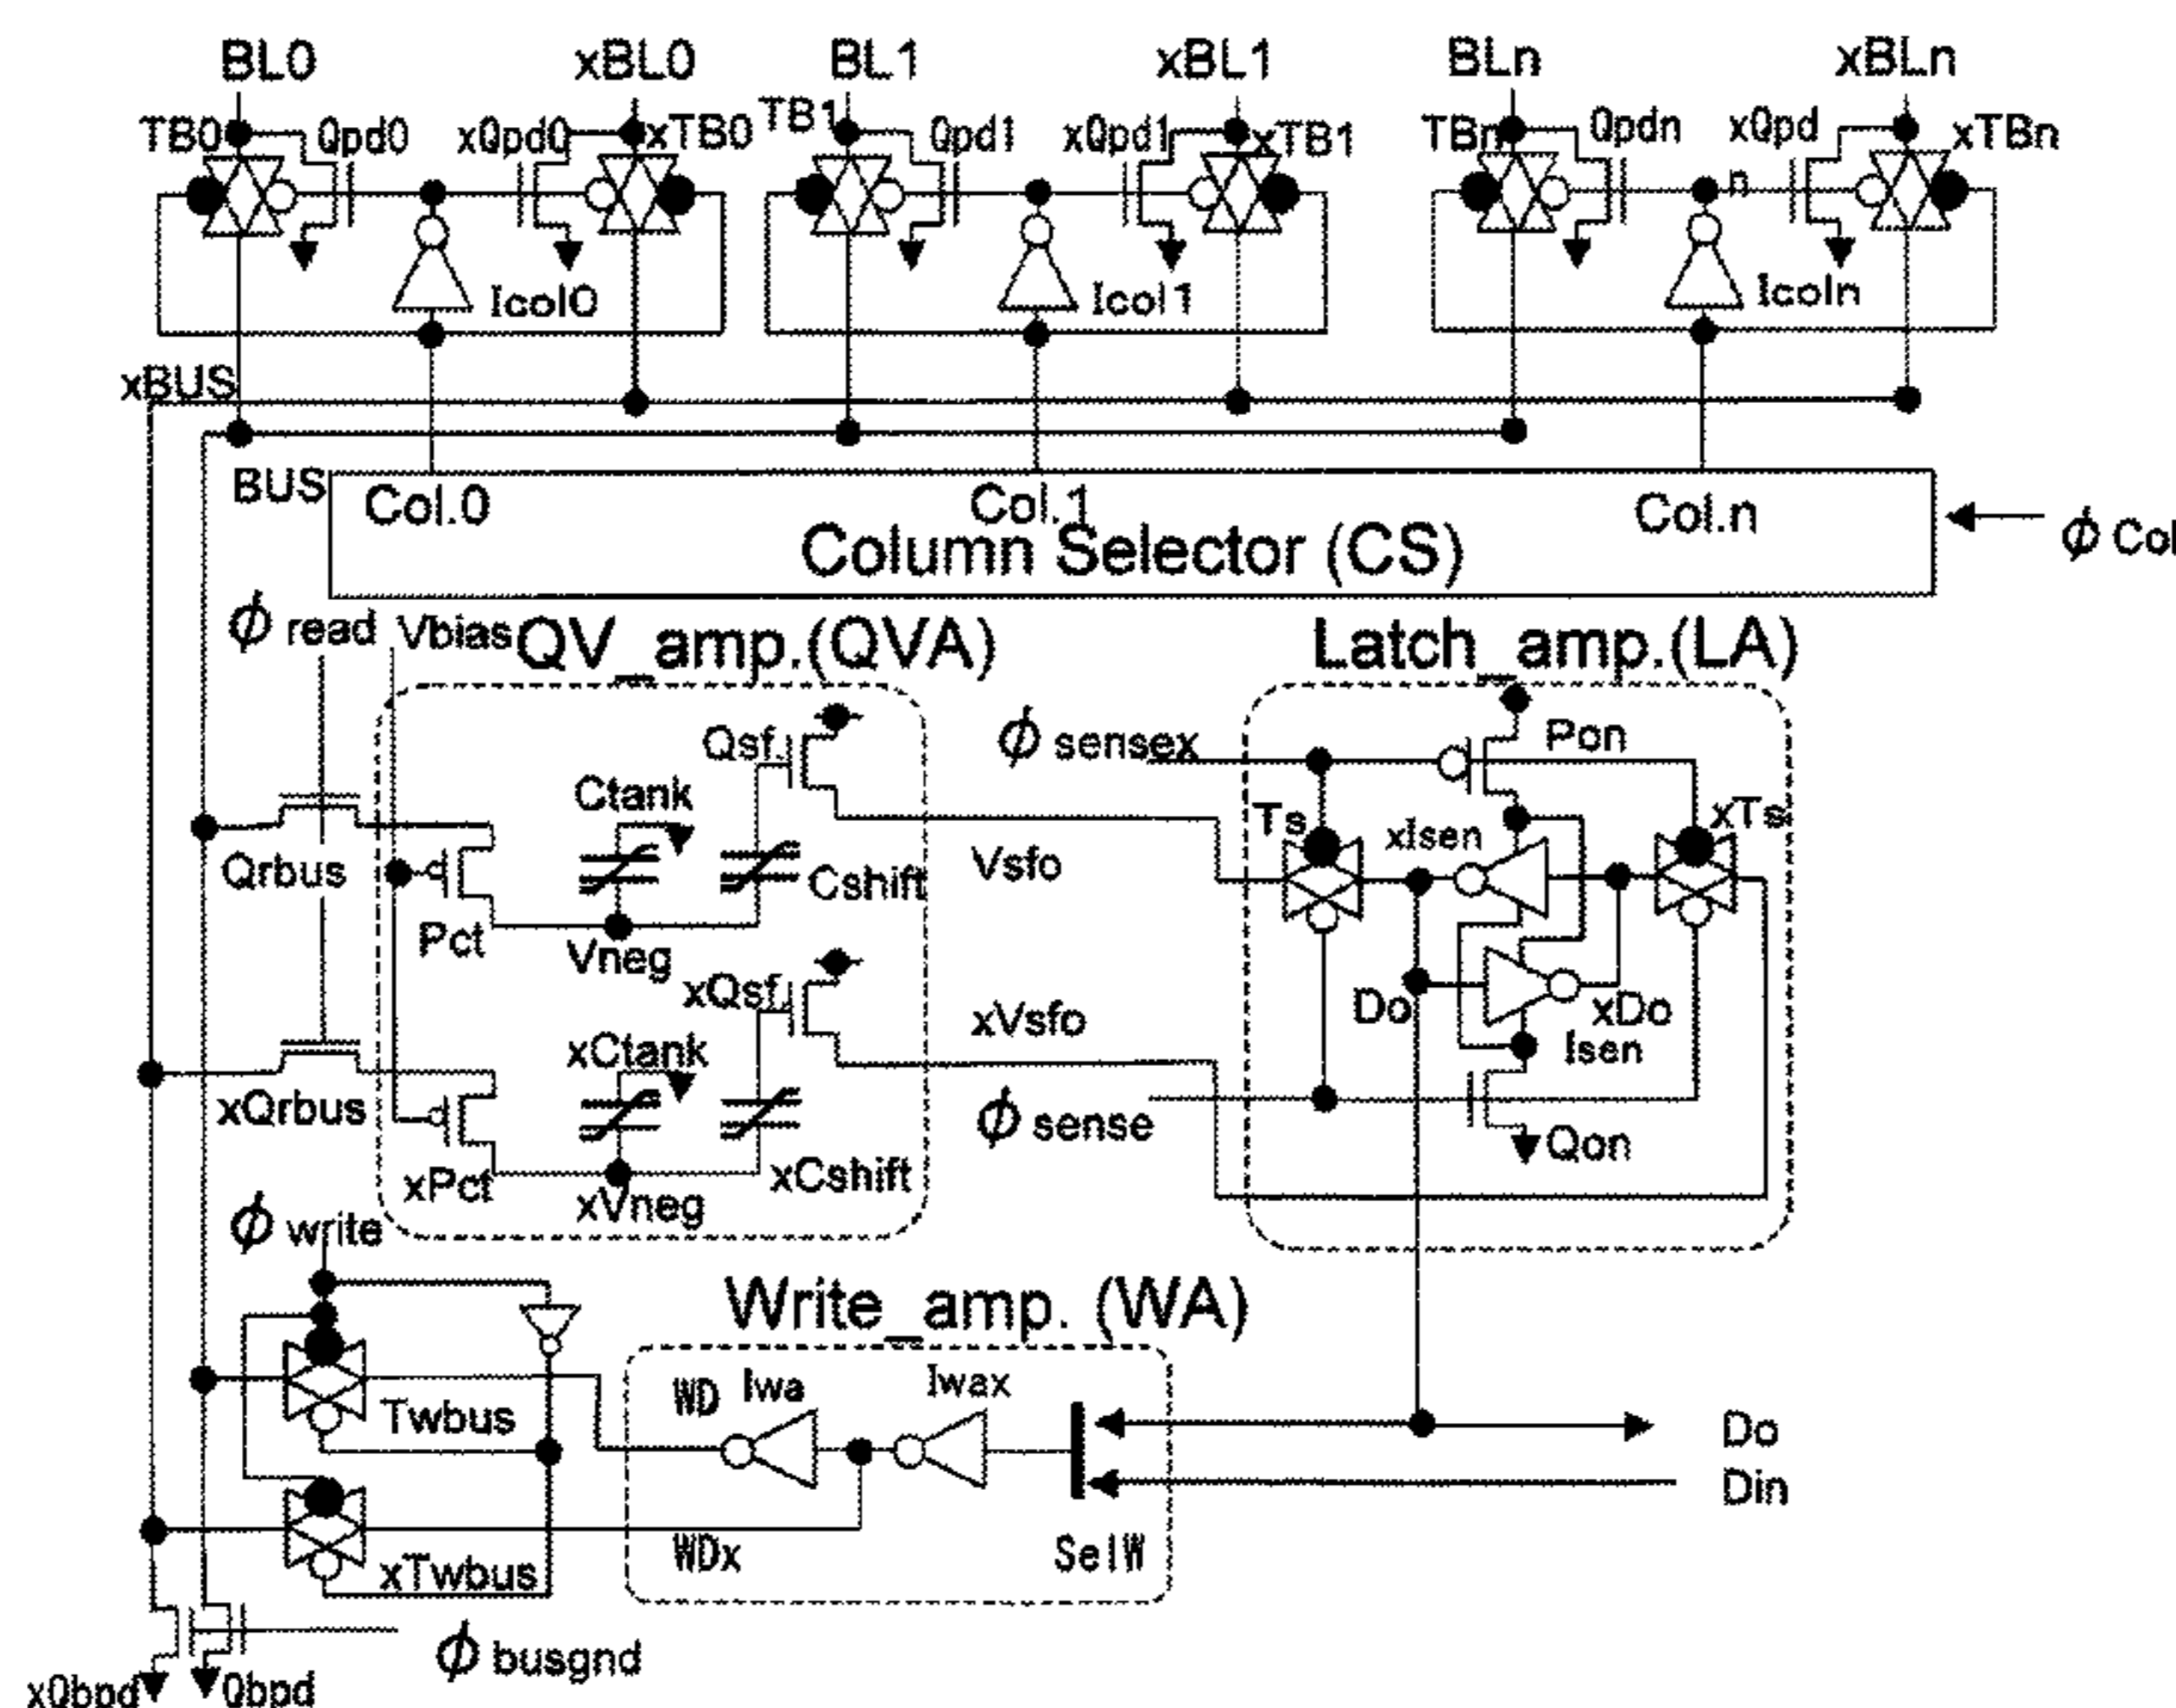 BL0 xBL0 BL1 xBL1 BLn xBLn
TB0 Qpd0 xQpd0 xTB0 TB1 Qpd1 xQpd1 xTB1 TBn Qpdn xQpd xTBn
n
Icol0 Icol1 Icoln
xBUS
BUS
Col.0 Col.1 Col.n
Column Selector (CS)
ϕ Col
ϕ read Vbias QV_amp.(QVA) Latch_amp.(LA)
Qsf ϕ sensex Pon
Ctank Ts xIsen xTs
Qrbus Cshift Vsfo
Pct Vneg
xQsf Do xDo
xVsfo
xCtank Isen
xQrbus ϕ sense Qon
xPct xVneg xCshift
ϕ write
Write_amp. (WA)
WD Iwa Iwax
Twbus Do
Din
xTwbus WDx SelW
ϕ busgnd
xQbpd Qbpd